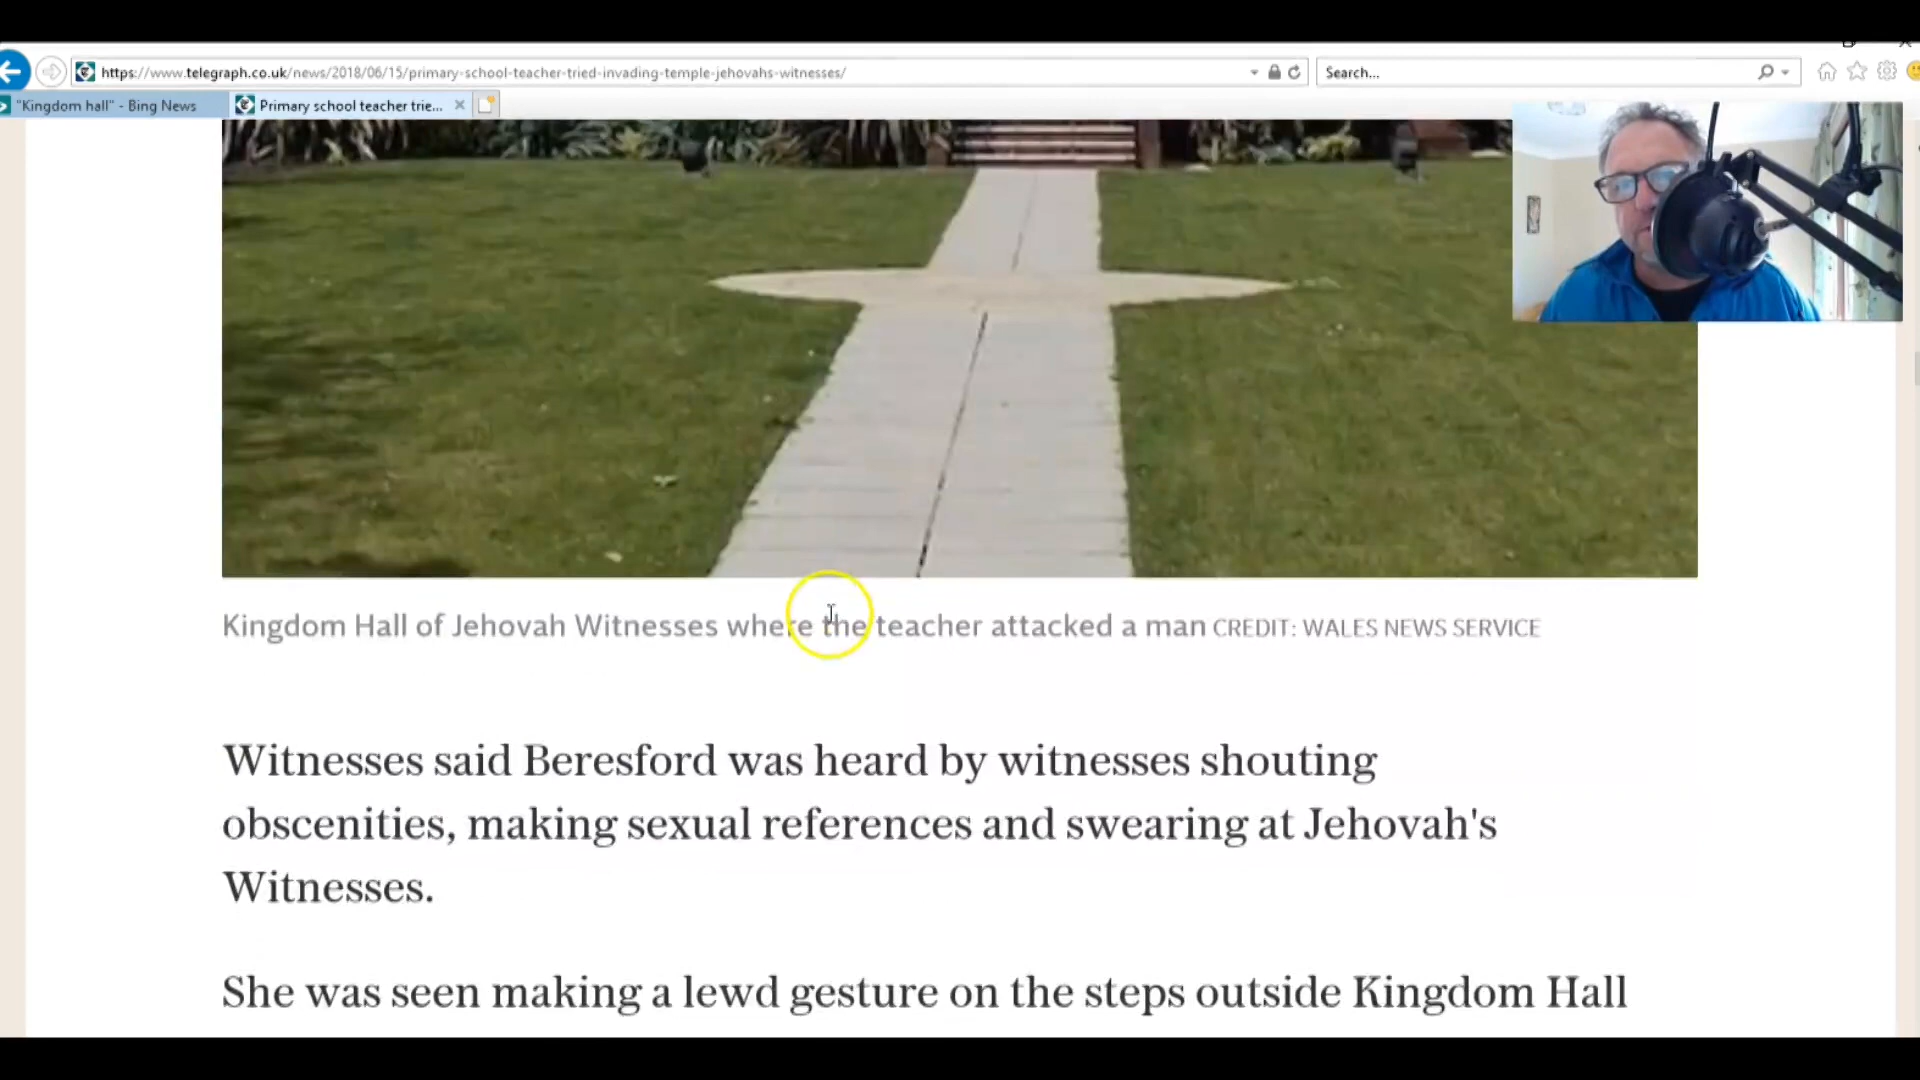 https://www.telegraph.co.uk/news/2018/06/15/primary-school-teacher-tried-invading-temple-jehovahs-witnesses/
Search...
"Kingdom hall" - Bing News
Primary school teacher trie...
Kingdom Hall of Jehovah Witnesses where the teacher attacked a man CREDIT: WALES NEWS SERVICE
Witnesses said Beresford was heard by witnesses shouting
obscenities, making sexual references and swearing at Jehovah's
Witnesses.
She was seen making a lewd gesture on the steps outside Kingdom Hall